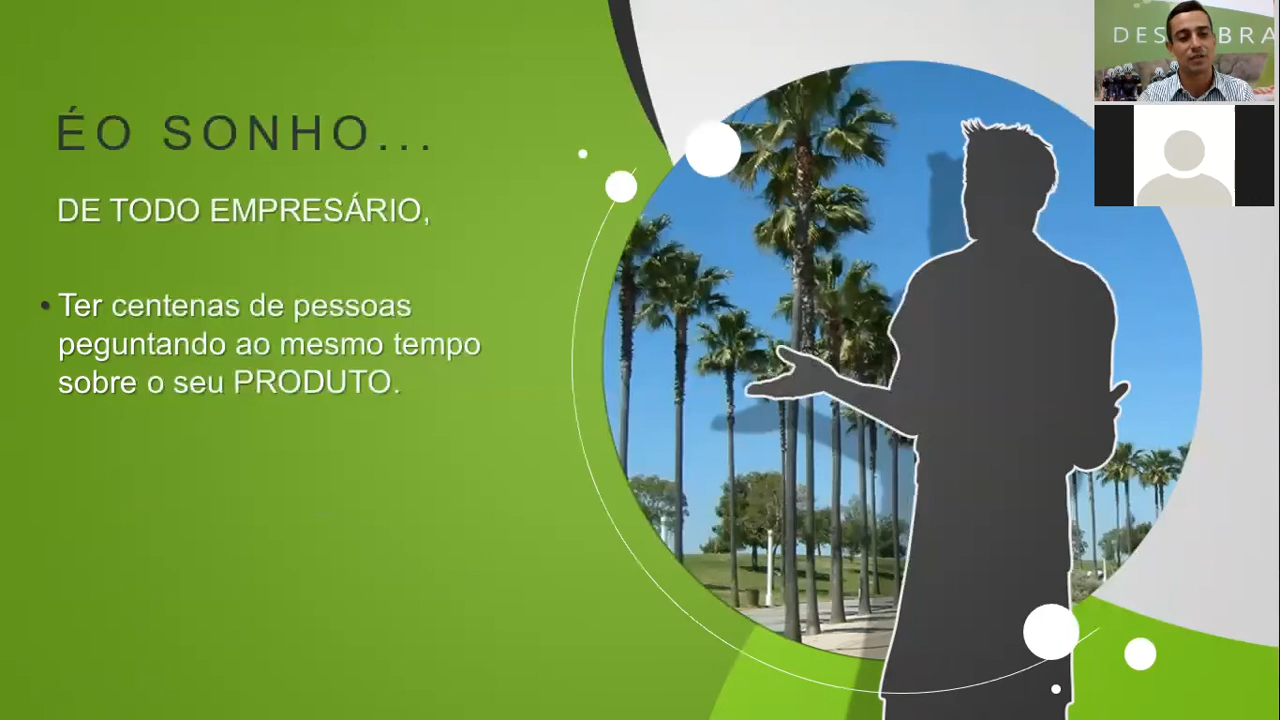 ÉO SONHO...
DE TODO EMPRESÁRIO,
• Ter centenas de pessoas
peguntando ao mesmo tempo
sobre o seu PRODUTO.